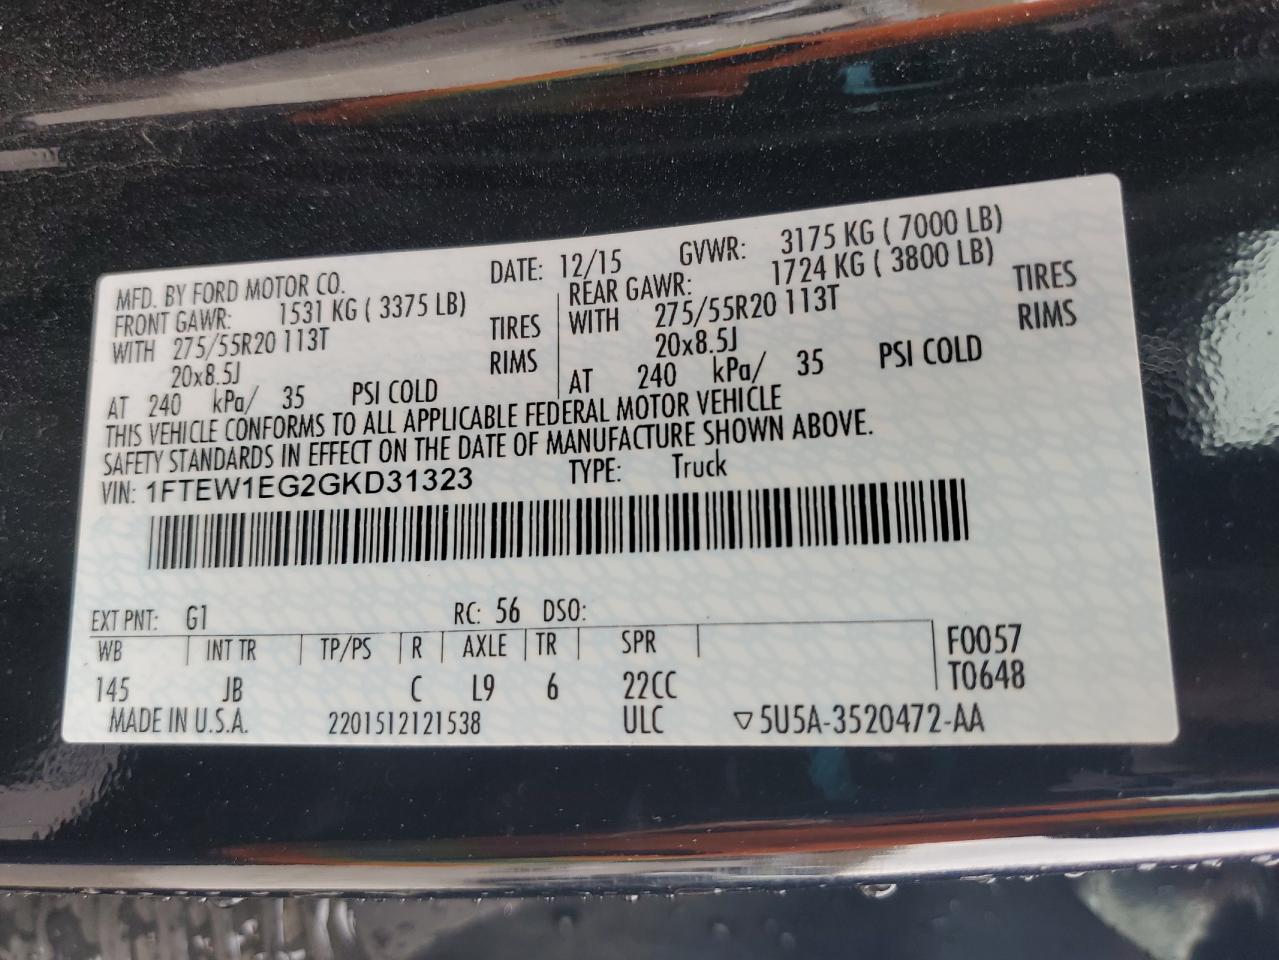 MFD. BY FORD MOTOR CO. DATE: 12/15 GVWR: 3175 KG ( 7000 LB)
FRONT GAWR: 1531 KG ( 3375 LB) REAR GAWR: 1724 KG ( 3800 LB)
WITH 275/55R20 113T TIRES WITH 275/55R20 113T TIRES
20x8.5J RIMS 20x8.5J RIMS
AT 240 kPa/ 35 PSI COLD AT 240 kPa/ 35 PSI COLD
THIS VEHICLE CONFORMS TO ALL APPLICABLE FEDERAL MOTOR VEHICLE
SAFETY STANDARDS IN EFFECT ON THE DATE OF MANUFACTURE SHOWN ABOVE.
VIN: 1FTEW1EG2GKD31323 TYPE: Truck
EXT PNT: G1 RC: 56 DSO:
WB INT TR TP/PS R AXLE TR SPR F0057
145 JB C L9 6 22CC T0648
MADE IN U.S.A. 2201512121538 ULC ▽5U5A-3520472-AA